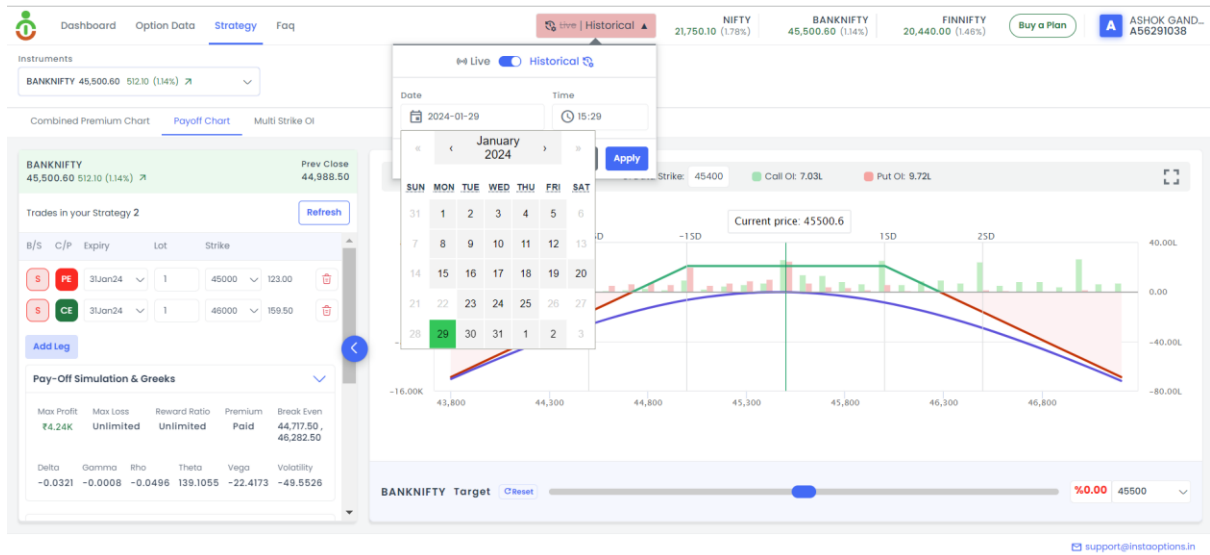 Dashboard Option Data Strategy Faq
Live | Historical ▲
NIFTY
21,750.10 (1.78%)
BANKNIFTY
45,500.60 (1.14%)
FINNIFTY
20,440.00 (1.46%)
Buy a Plan
A
ASHOK GAND...
A56291038
Instruments
BANKNIFTY 45,500.60 512.10 (1.14%)
Live Historical
Date Time
2024-01-29 15:29
Apply
Combined Premium Chart Payoff Chart Multi Strike OI
« ‹ January 2024 › »
SUN MON TUE WED THU FRI SAT
31 1 2 3 4 5 6
7 8 9 10 11 12 13
14 15 16 17 18 19 20
21 22 23 24 25 26 27
28 29 30 31 1 2 3
BANKNIFTY Prev Close
45,500.60 512.10 (1.14%) 44,988.50
Trades in your Strategy 2 Refresh
B/S C/P Expiry Lot Strike
S PE 31Jan24 1 45000 123.00
S CE 31Jan24 1 46000 159.50
Add Leg
Pay-Off Simulation & Greeks
Max Profit Max Loss Reward Ratio Premium Break Even
₹4.24K Unlimited Unlimited Paid 44,717.50 ,
46,282.50
Delta Gamma Rho Theta Vega Volatility
-0.0321 -0.0008 -0.0496 139.1055 -22.4173 -49.5526
Strike: 45400 Call OI: 7.03L Put OI: 9.72L
Current price: 45500.6
-1SD 1SD 2SD
40.00L
0.00
-40.00L
-80.00L
-16.00K
43,800 44,300 44,800 45,300 45,800 46,300 46,800
BANKNIFTY Target Reset %0.00 45500
support@instaoptions.in